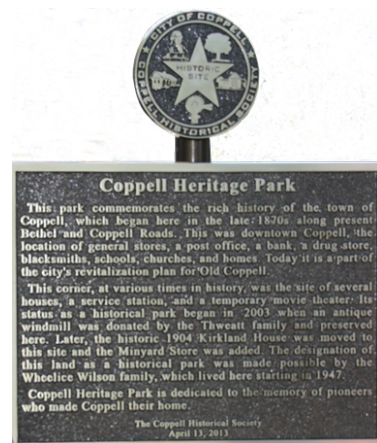 CITY OF COPPELL
HISTORIC
SITE
COPPELL HISTORICAL SOCIETY
Coppell Heritage Park
This park commemorates the rich history of the town of
Coppell, which began here in the late 1870s along present
Bethel and Coppell Roads. This was downtown Coppell, the
location of general stores, a post office, a bank, a drug store,
blacksmiths, schools, churches, and homes. Today it is a part of
the city's revitalization plan for Old Coppell.
This corner, at various times in history, was the site of several
houses, a service station, and a temporary movie theater. Its
status as a historical park began in 2003 when an antique
windmill was donated by the Thweatt family and preserved
here. Later, the historic 1904 Kirkland House was moved to
this site and the Minyard Store was added. The designation of
this land as a historical park was made possible by the
Wheelice Wilson family, which lived here starting in 1947.
Coppell Heritage Park is dedicated to the memory of pioneers
who made Coppell their home.
The Coppell Historical Society
April 13, 2013